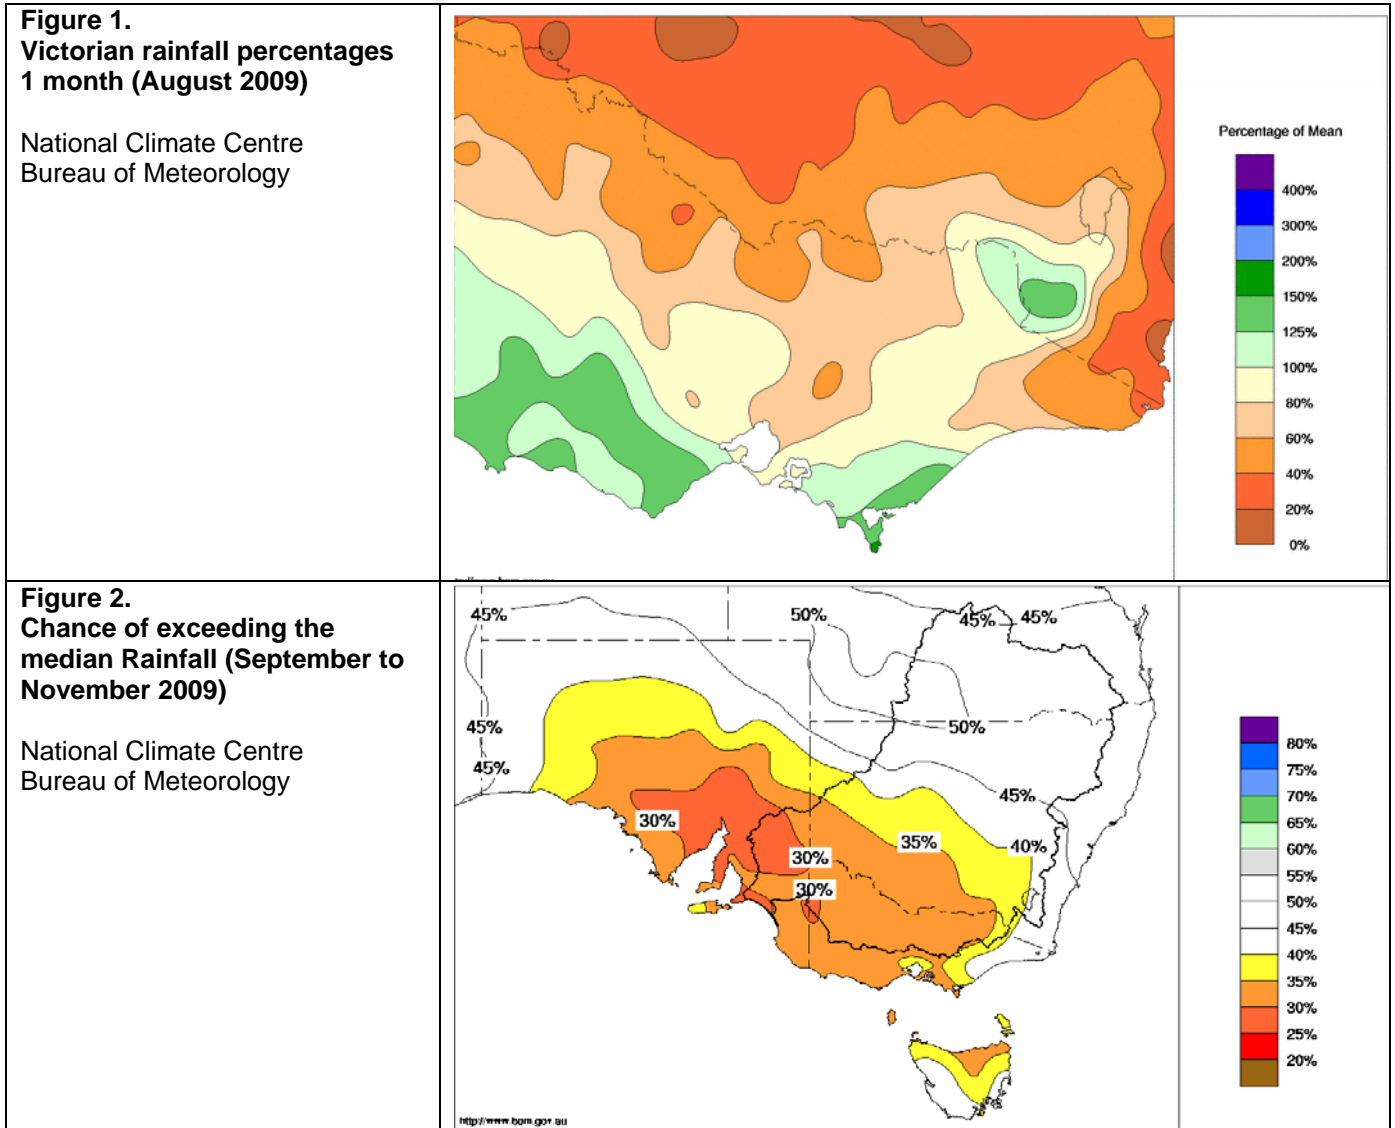 Figure 1.
Victorian rainfall percentages
1 month (August 2009)
National Climate Centre
Bureau of Meteorology
Percentage of Mean
400%
300%
200%
150%
125%
100%
80%
60%
40%
20%
0%
Figure 2.
Chance of exceeding the
median Rainfall (September to
November 2009)
National Climate Centre
Bureau of Meteorology
45%
50%
45%
45%
45%
50%
45%
45%
30%
35%
40%
30%
30%
80%
75%
70%
65%
60%
55%
50%
45%
40%
35%
30%
25%
20%
http://www.bom.gov.au